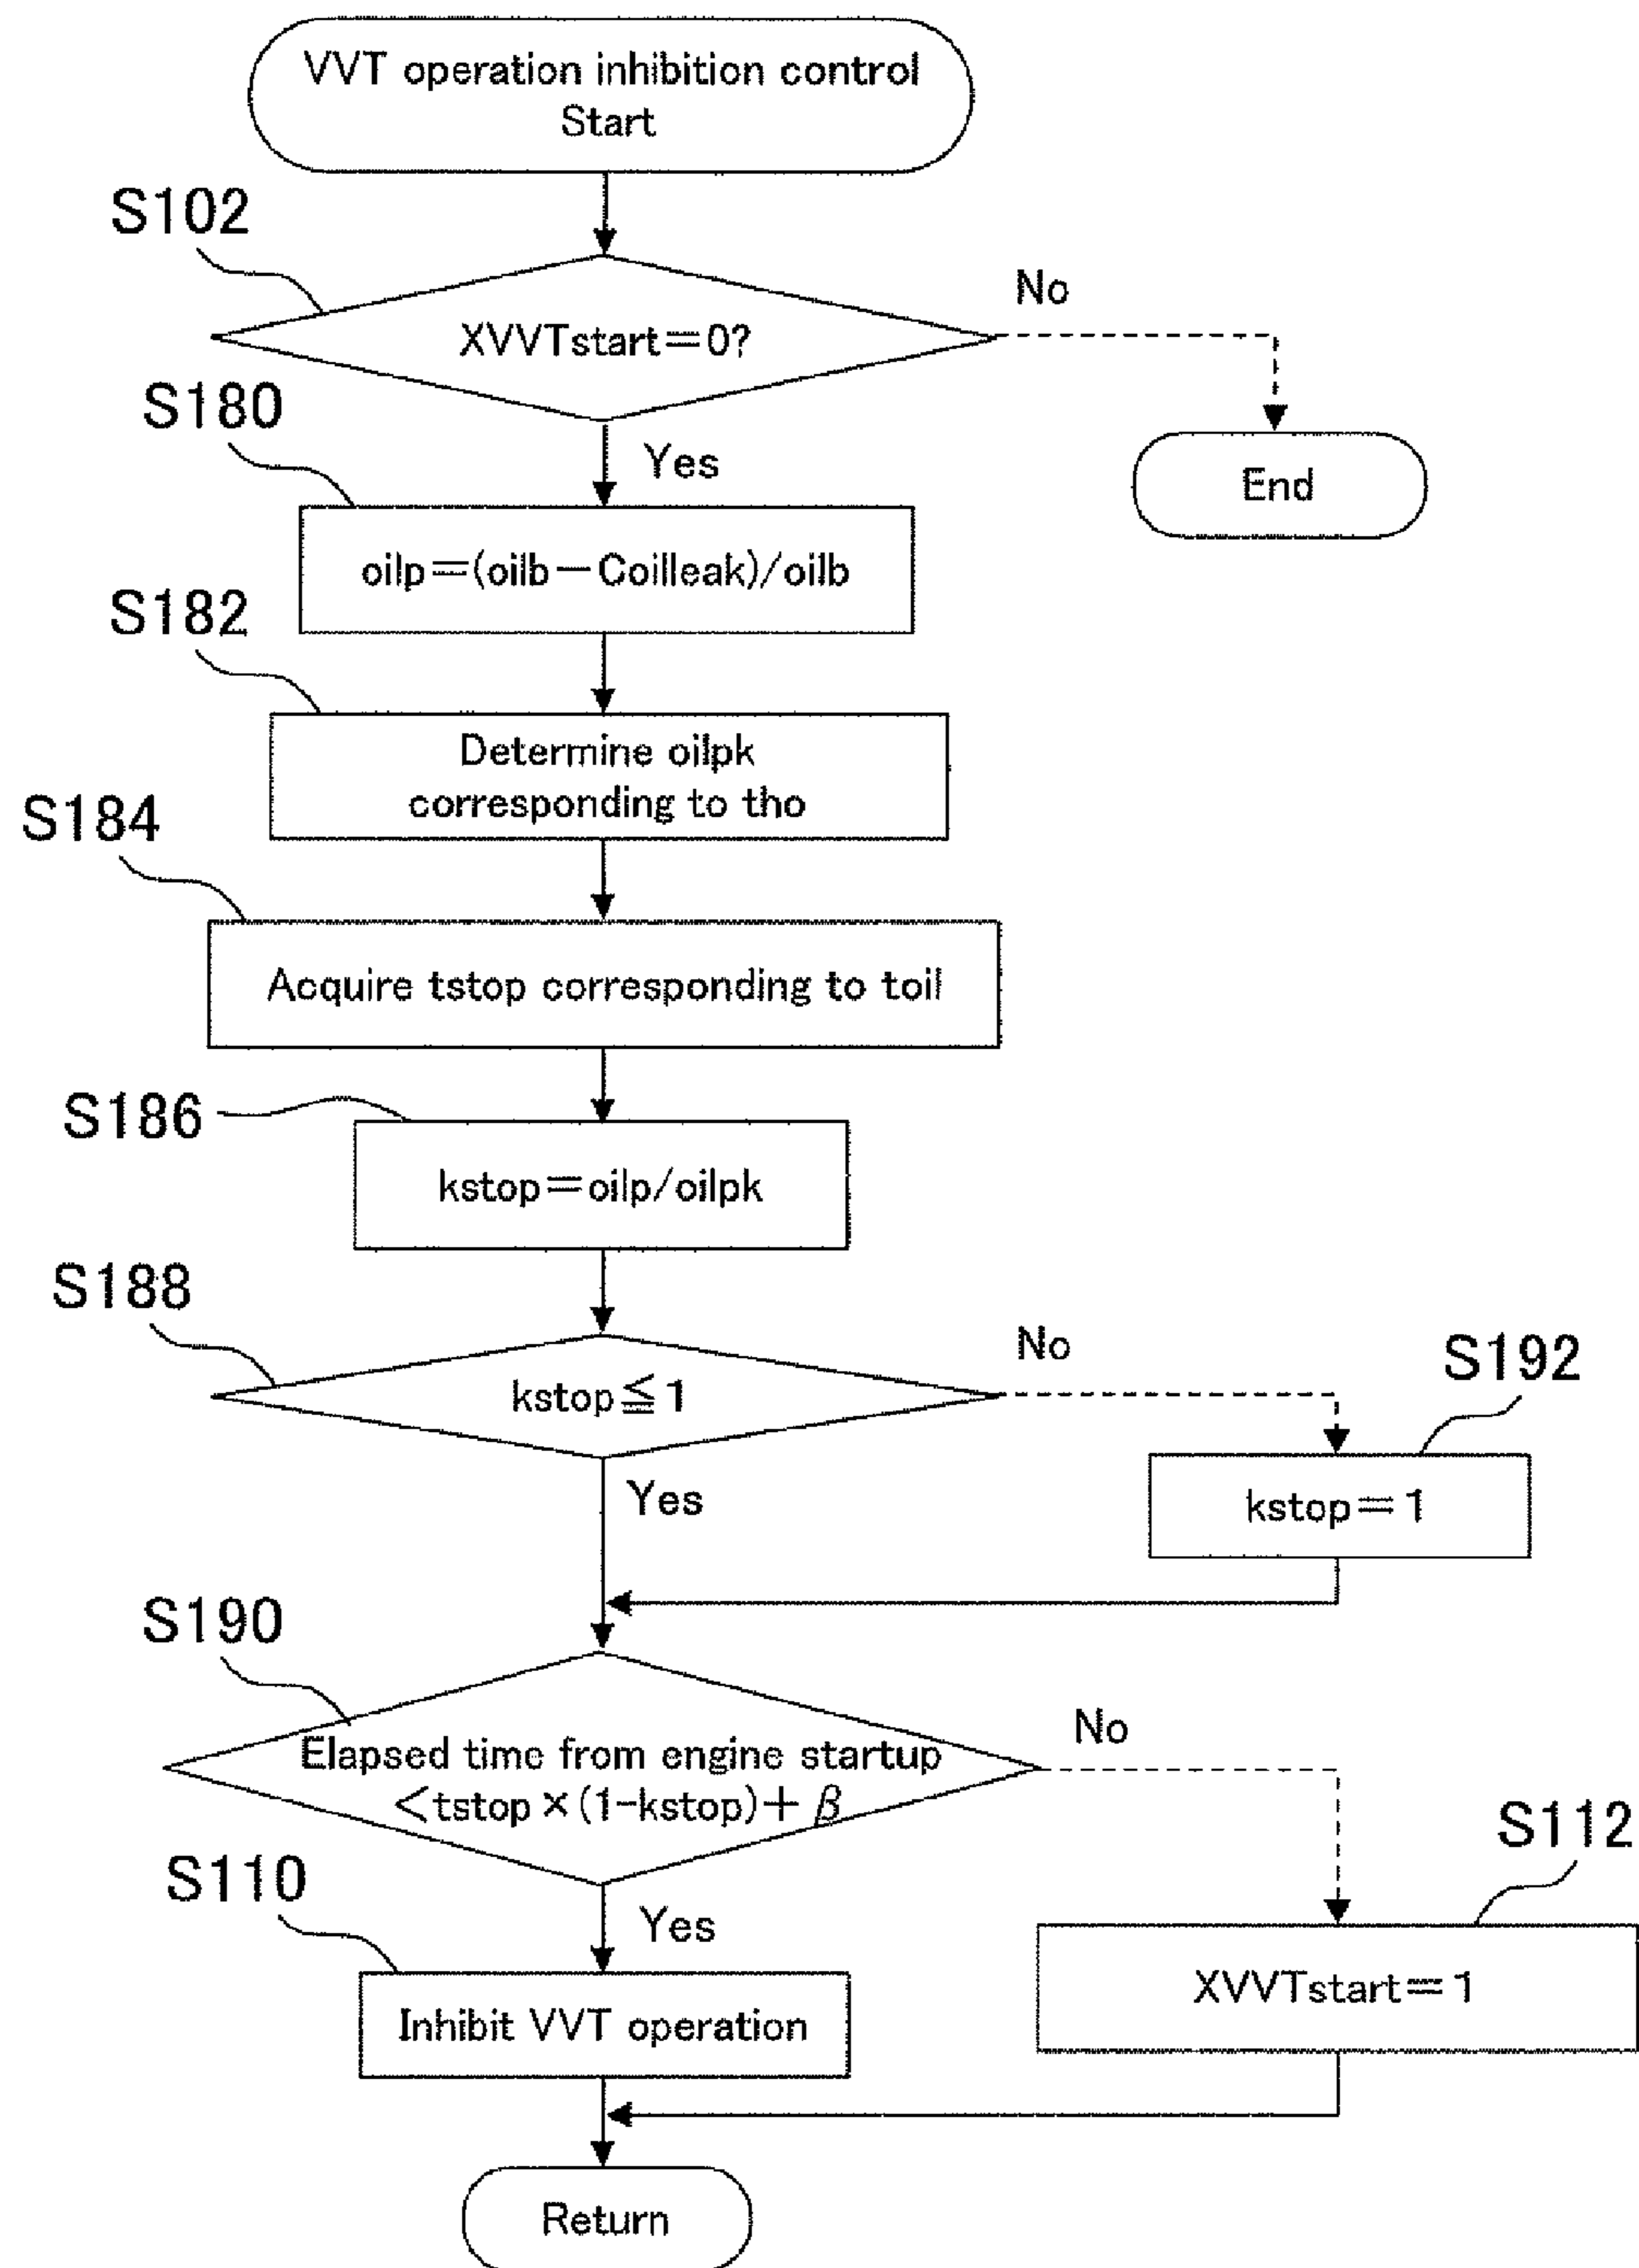 VVT operation inhibition control
Start
S102
No
XVVTstart=0?
S180
Yes
End
oilp=(oilb－Coilleak)/oilb
S182
Determine oilpk
corresponding to tho
S184
Acquire tstop corresponding to toil
S186
kstop=oilp/oilpk
S188
No
S192
kstop≦1
Yes
kstop=1
S190
No
Elapsed time from engine startup
<tstop×(1-kstop)+β
S112
S110
Yes
XVVTstart=1
Inhibit VVT operation
Return